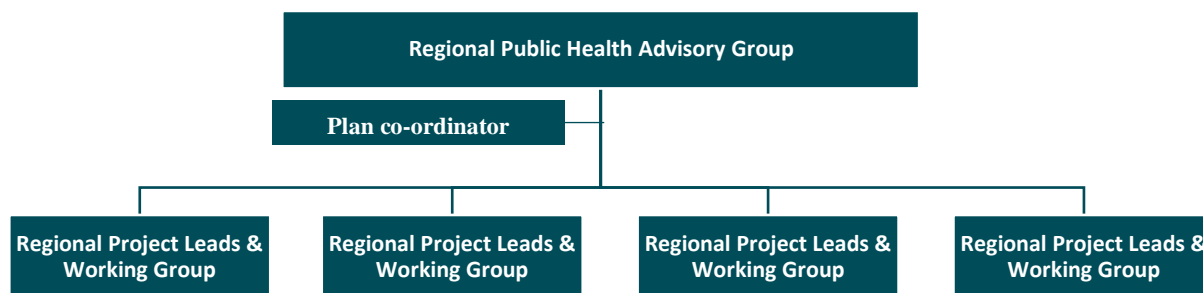 Regional Public Health Advisory Group
Plan co-ordinator
Regional Project Leads &
Working Group
Regional Project Leads &
Working Group
Regional Project Leads &
Working Group
Regional Project Leads &
Working Group